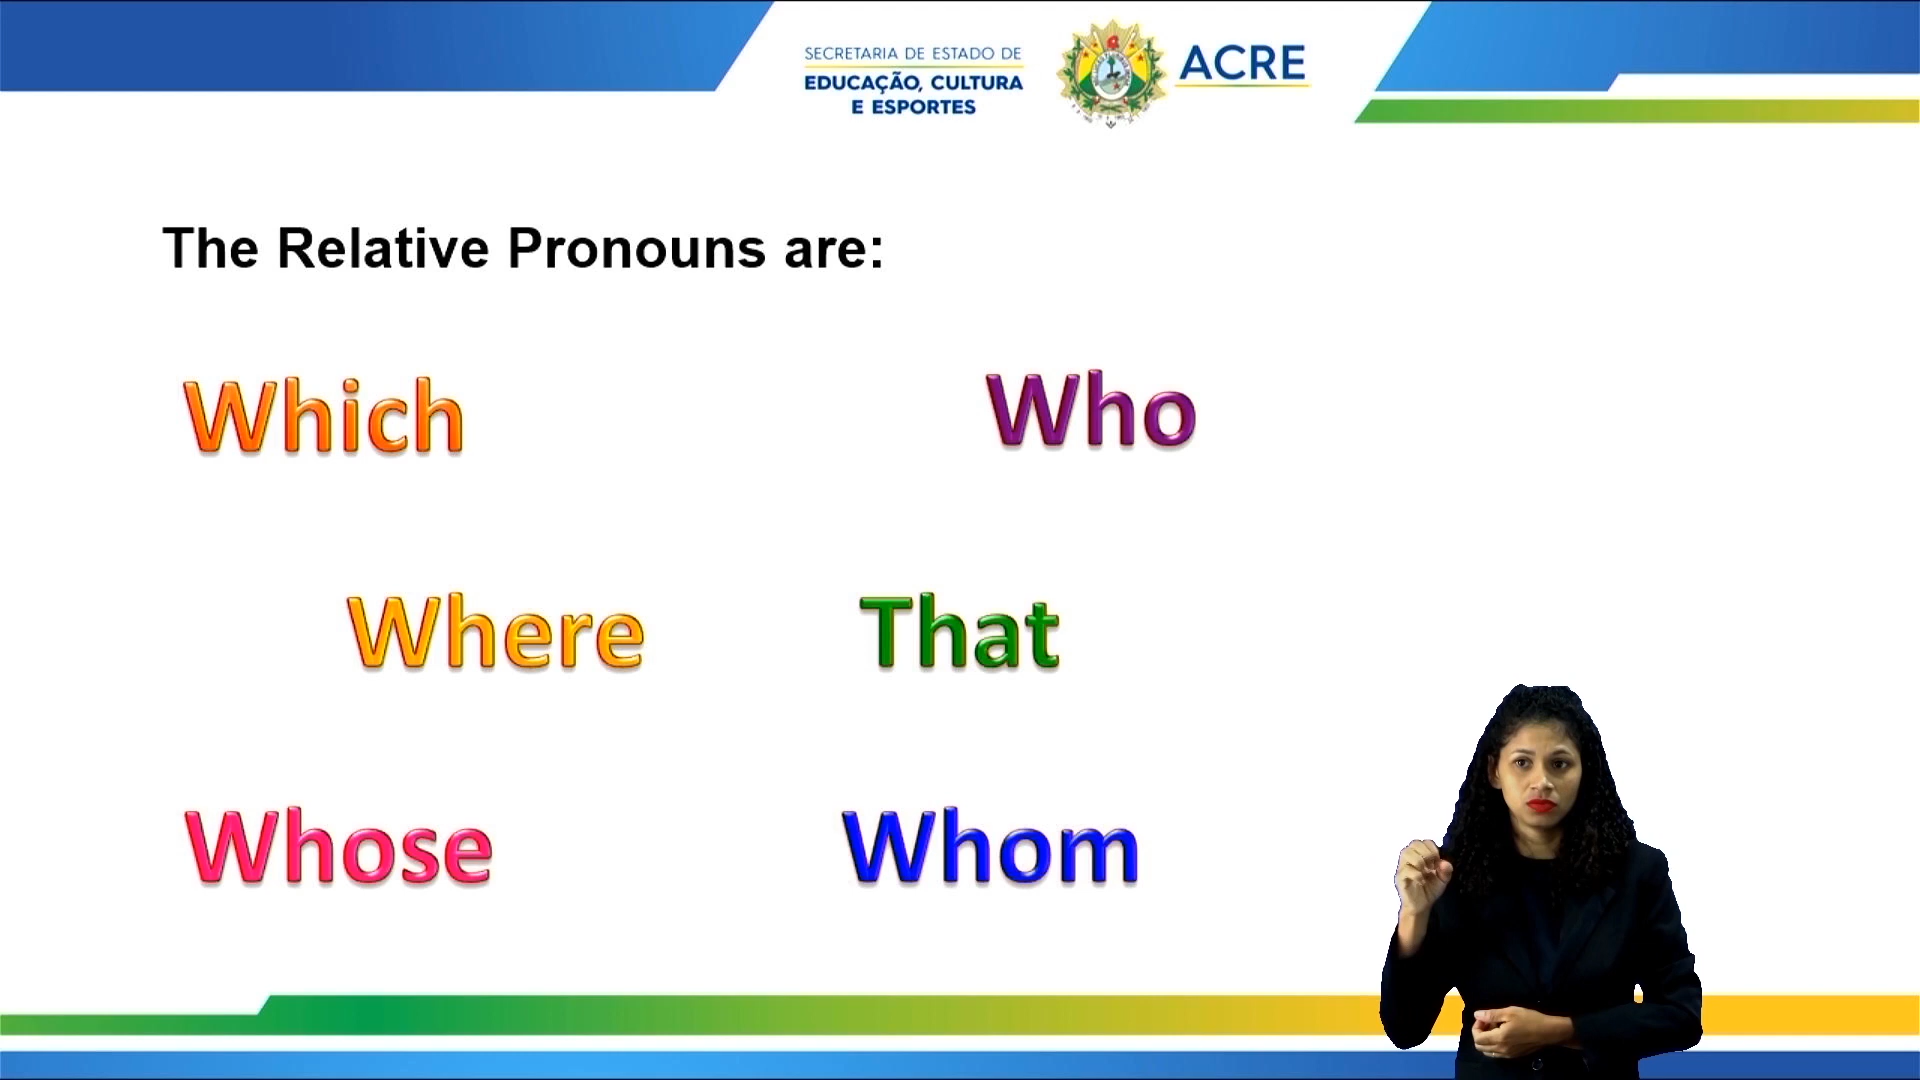 SECRETARIA DE ESTADO DE
EDUCAÇÃO, CULTURA
E ESPORTES
ACRE
The Relative Pronouns are:
Which
Who
Where
That
Whose
Whom